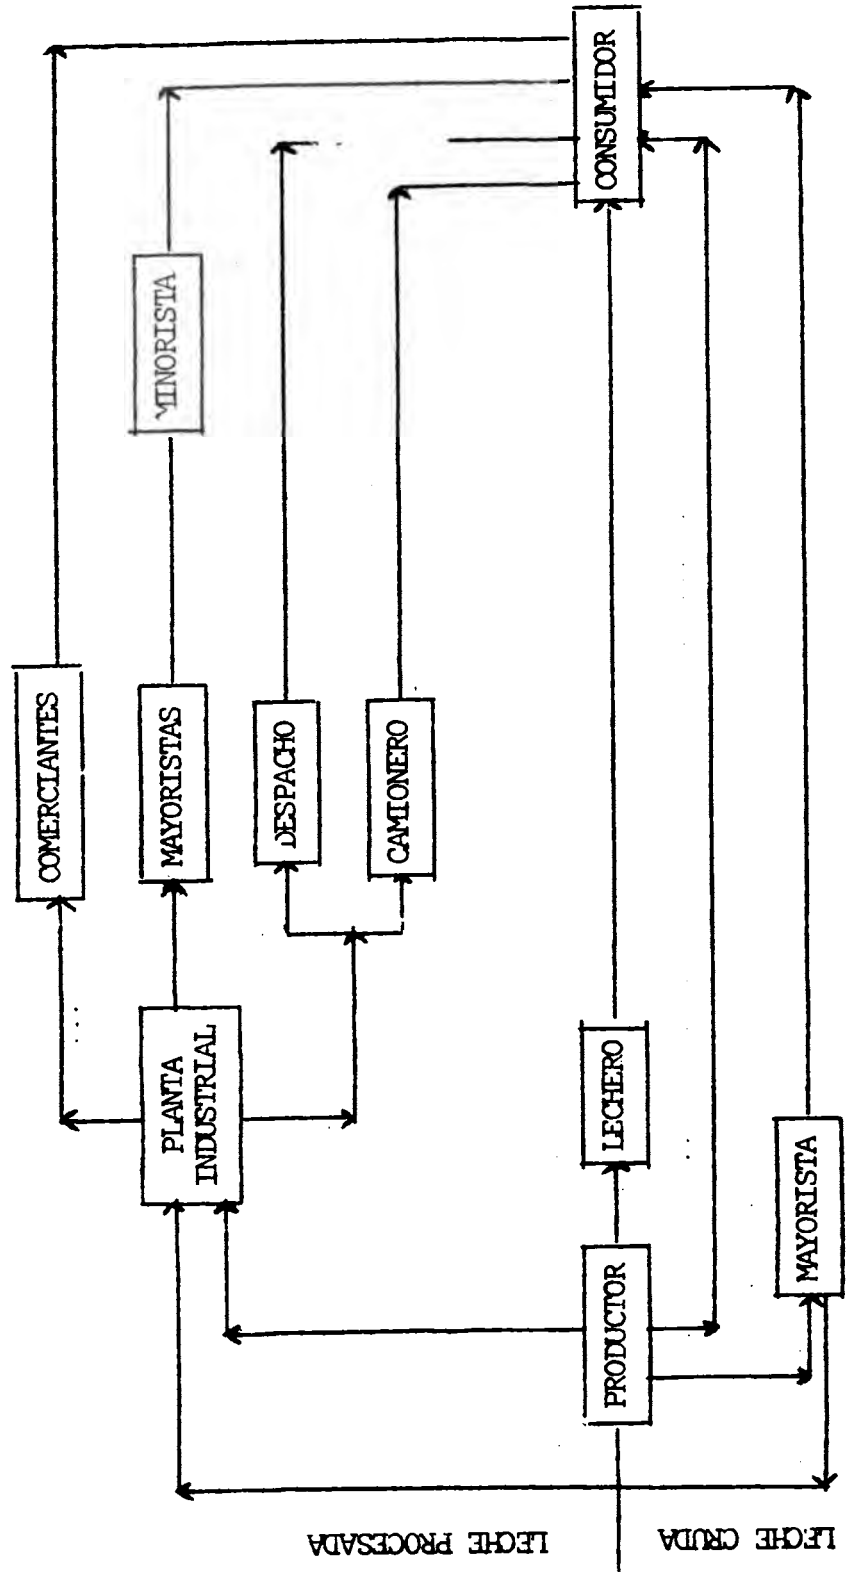 COMERCIANTES
MAYORISTAS
MINORISTA
DESPACHO
CAMIONERO
PLANTA
INDUSTRIAL
CONSUMIDOR
LECHERO
PRODUCTOR
MAYORISTA
LECHE PROCESADA
LECHE CRUDA